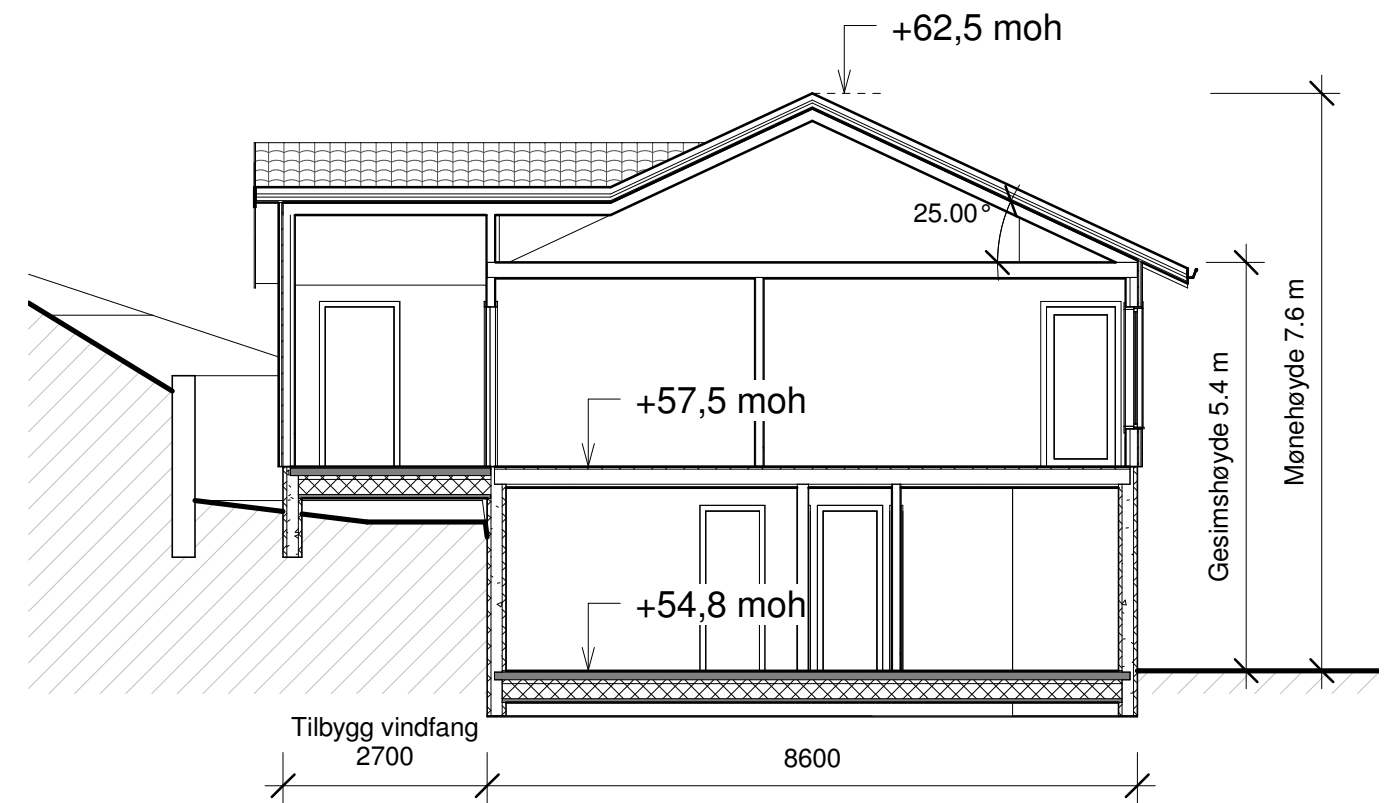 +62,5 moh
25.00°
+57,5 moh
+54,8 moh
Gesimshøyde 5.4 m
Mønehøyde 7.6 m
Tilbygg vindfang
2700
8600